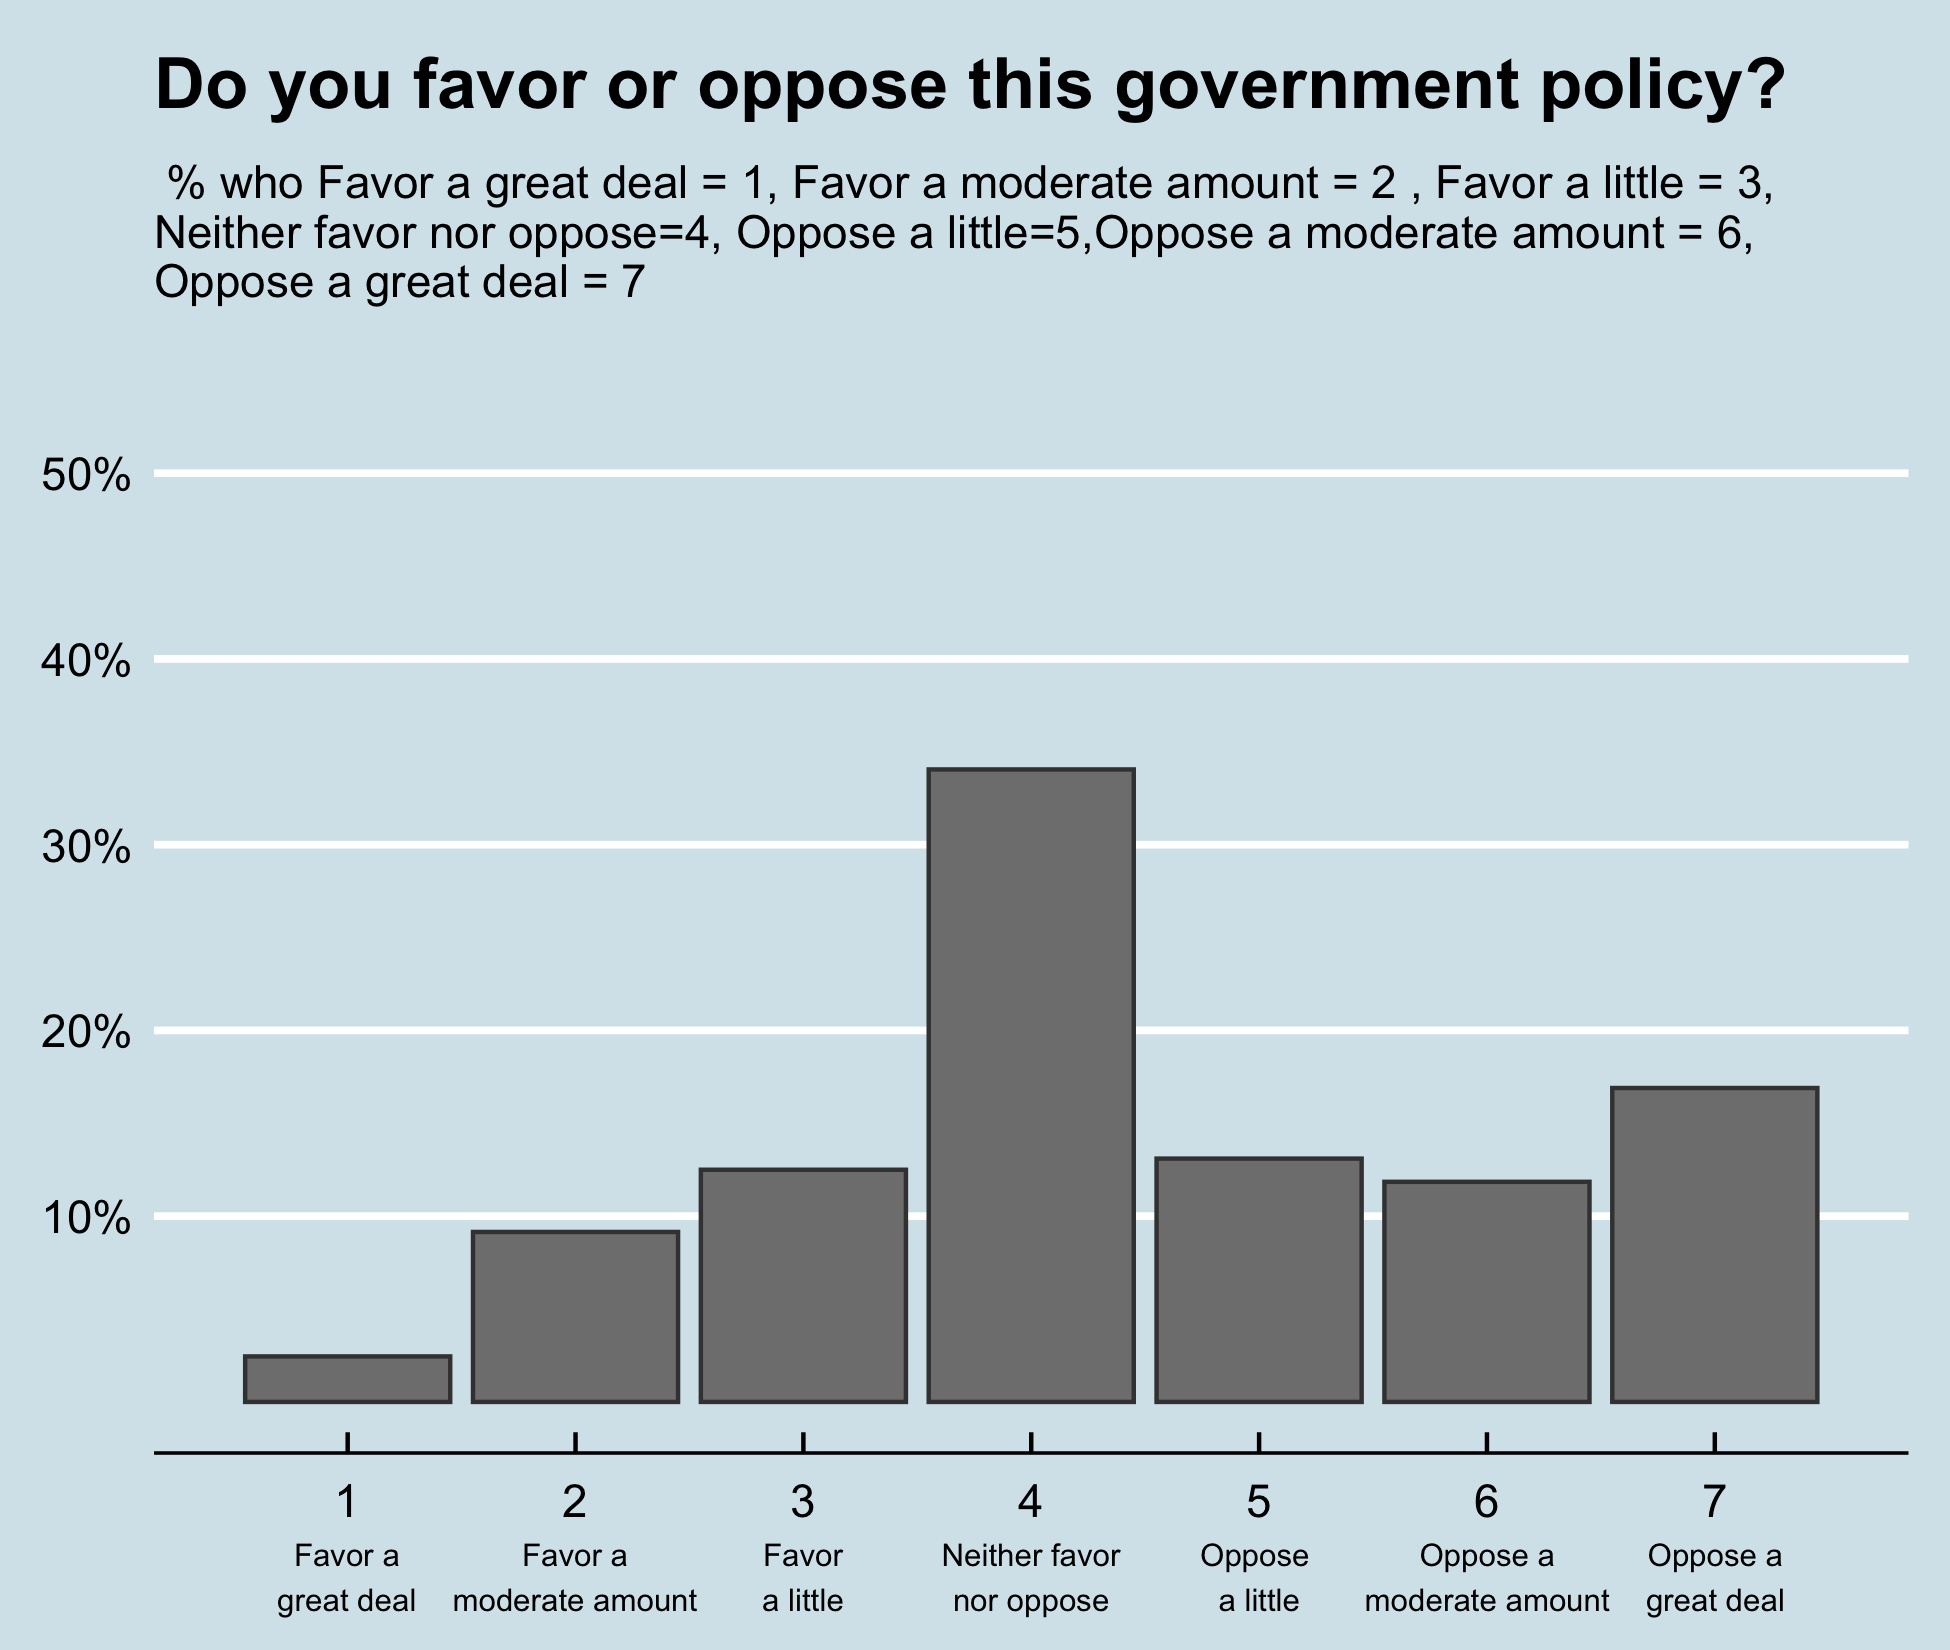 Do you favor or oppose this government policy?
% who Favor a great deal = 1, Favor a moderate amount = 2 , Favor a little = 3,
Neither favor nor oppose=4, Oppose a little=5,Oppose a moderate amount = 6,
Oppose a great deal = 7
50%
40%
30%
20%
10%
1 2 3 4 5 6 7
Favor a Favor a Favor Neither favor Oppose Oppose a Oppose a
great deal moderate amount a little nor oppose a little moderate amount great deal